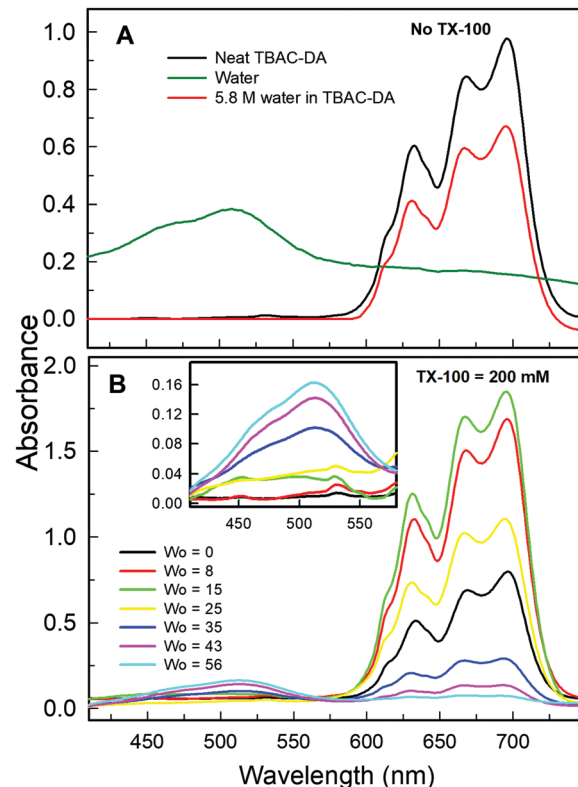 A
No TX-100
Neat TBAC-DA
Water
5.8 M water in TBAC-DA
1.0
0.8
0.6
0.4
0.2
0.0
Absorbance
B
TX-100 = 200 mM
2.0
1.5
1.0
0.5
0.0
0.16
0.12
0.08
0.04
0.00
450 500 550
Wo = 0
Wo = 8
Wo = 15
Wo = 25
Wo = 35
Wo = 43
Wo = 56
450 500 550 600 650 700
Wavelength (nm)